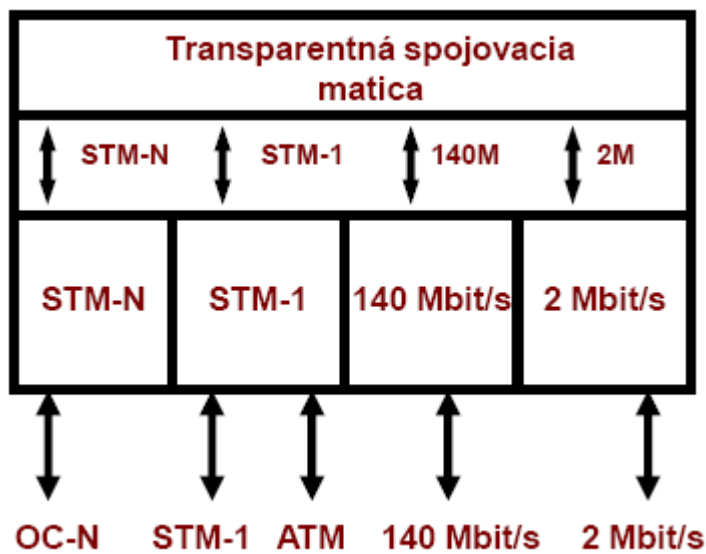 Transparentná spojovacia
matica
STM-N STM-1 140M 2M
STM-N STM-1 140 Mbit/s 2 Mbit/s
OC-N STM-1 ATM 140 Mbit/s 2 Mbit/s